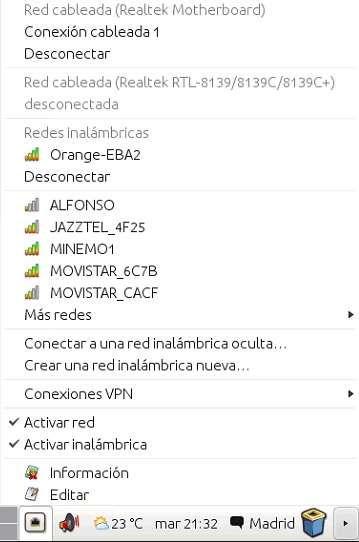 Red cableada (Realtek Motherboard)
Conexión cableada 1
Desconectar
Red cableada (Realtek RTL-8139/8139C/8139C+)
desconectada
Redes inalámbricas
Orange-EBA2
Desconectar
ALFONSO
JAZZTEL_4F25
MINEMO1
MOVISTAR_6C7B
MOVISTAR_CACF
Más redes
Conectar a una red inalámbrica oculta...
Crear una red inalámbrica nueva...
Conexiones VPN
Activar red
Activar inalámbrica
Información
Editar
23 °C mar 21:32 Madrid